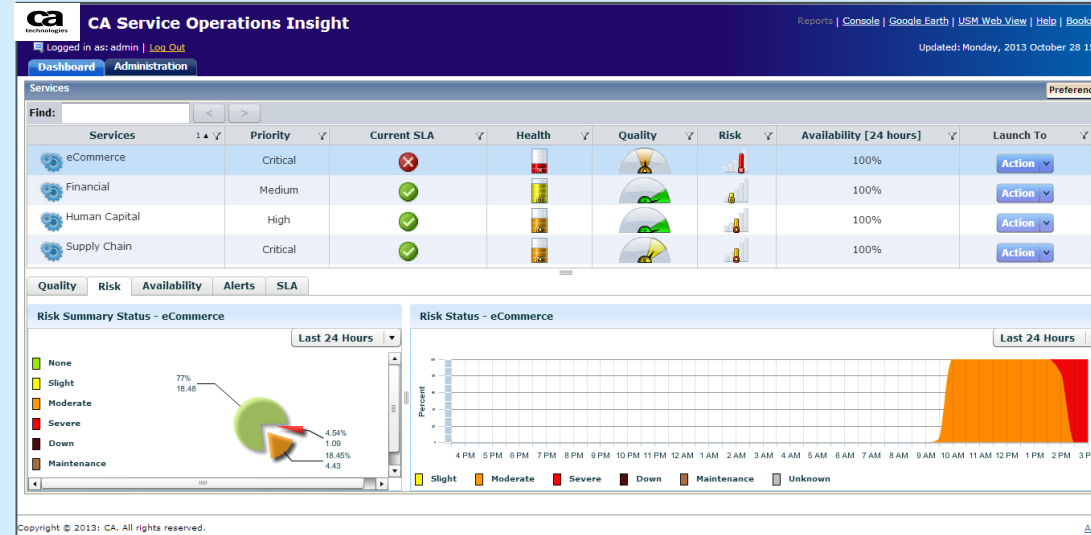 ca
technologies
CA Service Operations Insight
Reports | Console | Google Earth | USM Web View | Help | Books
Logged in as: admin | Log Out
Updated: Monday, 2013 October 28 1
Dashboard Administration
Services
Preferenc
Find: < >
Services 1 Priority Current SLA Health Quality Risk Availability [24 hours] Launch To
eCommerce Critical 100% Action
Financial Medium 100% Action
Human Capital High 100% Action
Supply Chain Critical 100% Action
Quality Risk Availability Alerts SLA
Risk Summary Status - eCommerce
Risk Status - eCommerce
Last 24 Hours
Last 24 Hours
None
Slight
Moderate
Severe
Down
Maintenance
77%
18.48
4.54%
1.09
18.45%
4.43
Percent
4 PM 5 PM 6 PM 7 PM 8 PM 9 PM 10 PM 11 PM 12 AM 1 AM 2 AM 3 AM 4 AM 5 AM 6 AM 7 AM 8 AM 9 AM 10 AM 11 AM 12 PM 1 PM 2 PM 3 P
Slight Moderate Severe Down Maintenance Unknown
Copyright © 2013; CA. All rights reserved.
A